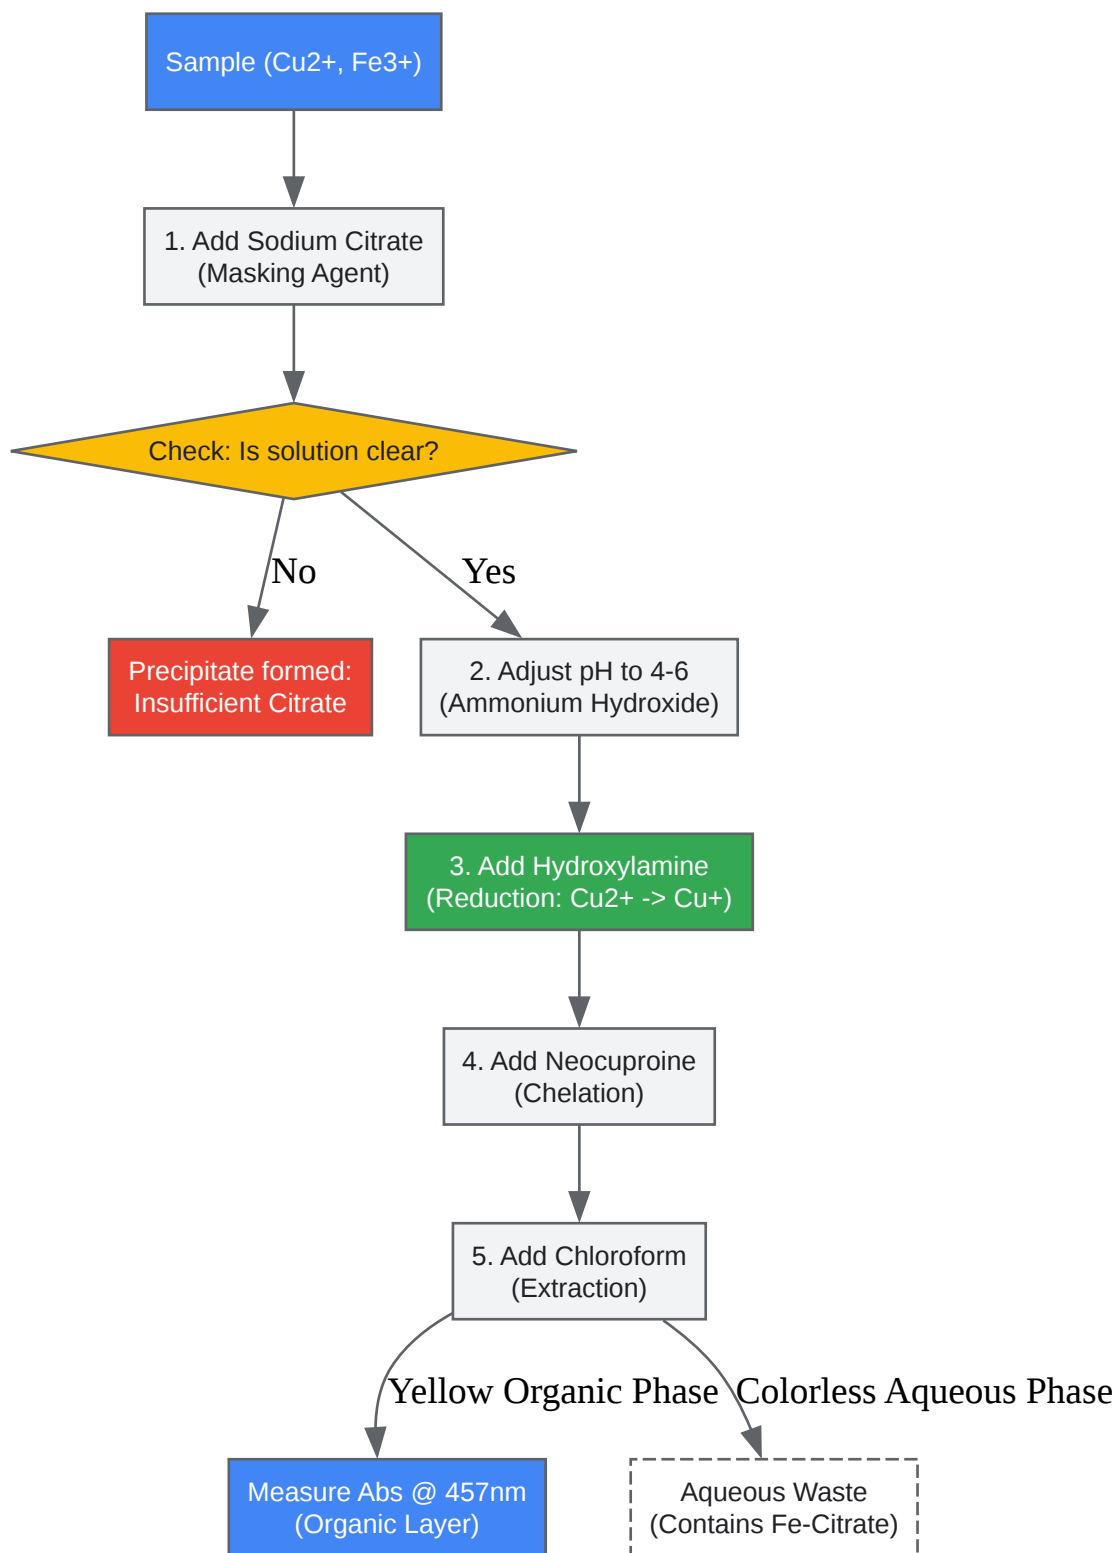 Sample (Cu2+, Fe3+)
1. Add Sodium Citrate
(Masking Agent)
Check: Is solution clear?
No
Yes
Precipitate formed:
Insufficient Citrate
2. Adjust pH to 4-6
(Ammonium Hydroxide)
3. Add Hydroxylamine
(Reduction: Cu2+ -> Cu+)
4. Add Neocuproine
(Chelation)
5. Add Chloroform
(Extraction)
Yellow Organic Phase
Colorless Aqueous Phase
Measure Abs @ 457nm
(Organic Layer)
Aqueous Waste
(Contains Fe-Citrate)